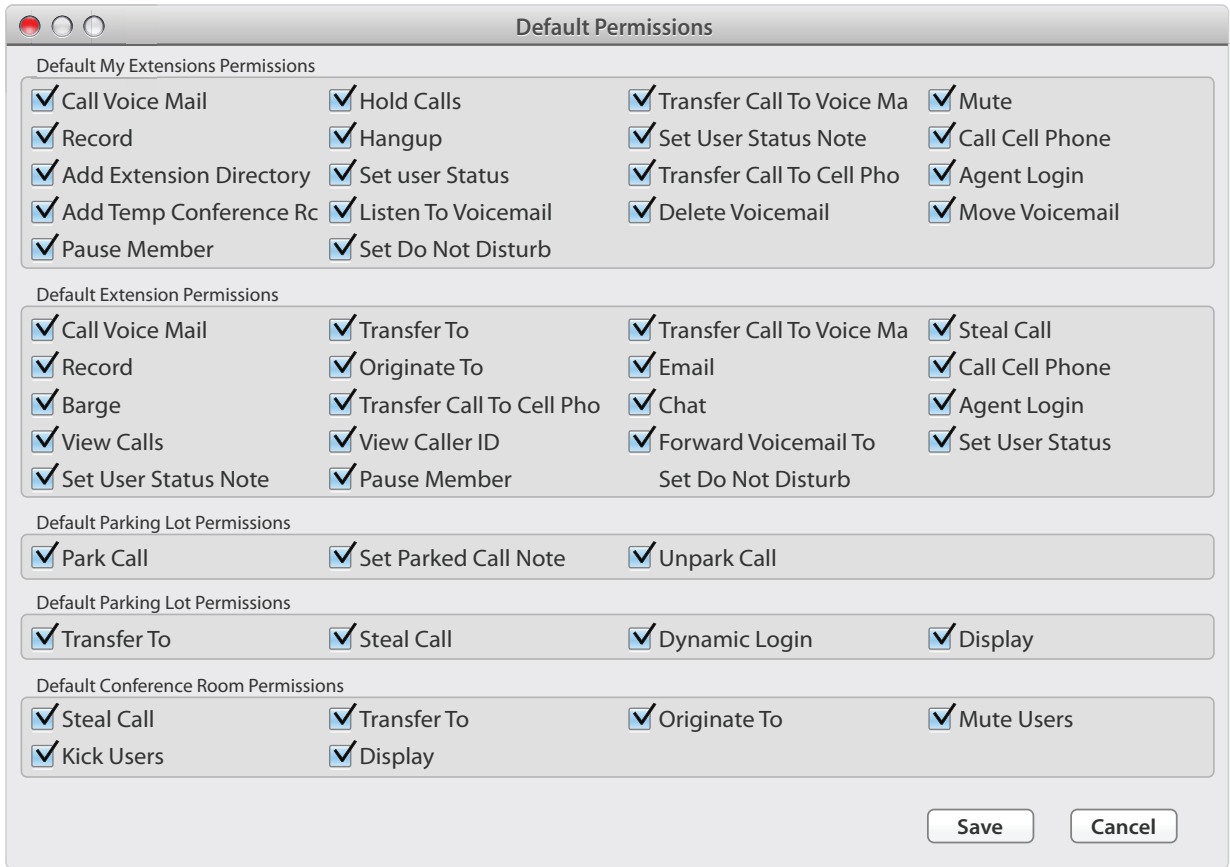 Default Permissions
Default My Extensions Permissions
Call Voice Mail Hold Calls Transfer Call To Voice Ma Mute
Record Hangup Set User Status Note Call Cell Phone
Add Extension Directory Set user Status Transfer Call To Cell Pho Agent Login
Add Temp Conference Rc Listen To Voicemail Delete Voicemail Move Voicemail
Pause Member Set Do Not Disturb
Default Extension Permissions
Call Voice Mail Transfer To Transfer Call To Voice Ma Steal Call
Record Originate To Email Call Cell Phone
Barge Transfer Call To Cell Pho Chat Agent Login
View Calls View Caller ID Forward Voicemail To Set User Status
Set User Status Note Pause Member Set Do Not Disturb
Default Parking Lot Permissions
Park Call Set Parked Call Note Unpark Call
Default Parking Lot Permissions
Transfer To Steal Call Dynamic Login Display
Default Conference Room Permissions
Steal Call Transfer To Originate To Mute Users
Kick Users Display
Save Cancel